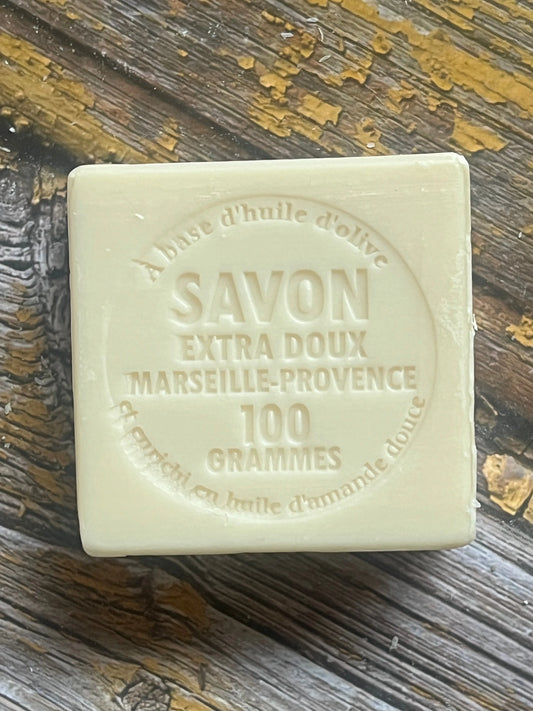 À base d'huile d'olive
SAVON
EXTRA DOUX
MARSEILLE-PROVENCE
100
GRAMMES
et enrichi en huile d'amande douce